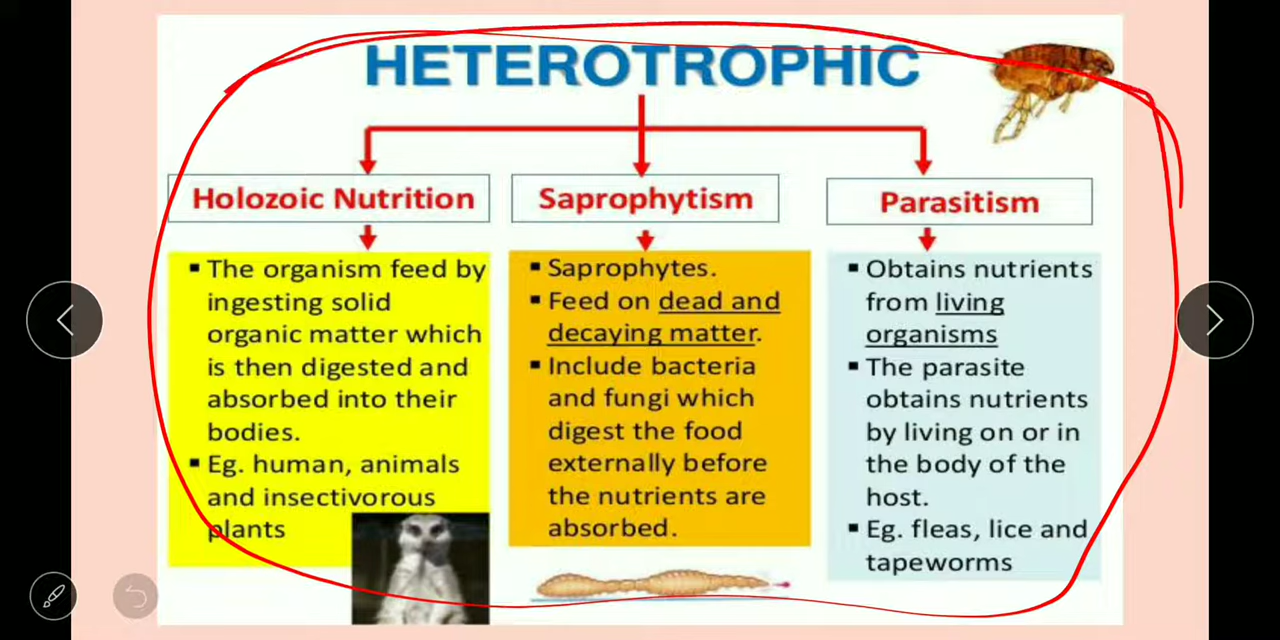 HETEROTROPHIC
Holozoic Nutrition
▪ The organism feed by
ingesting solid
organic matter which
is then digested and
absorbed into their
bodies.
▪ Eg. human, animals
and insectivorous
plants
Saprophytism
▪ Saprophytes.
▪ Feed on dead and
decaying matter.
▪ Include bacteria
and fungi which
digest the food
externally before
the nutrients are
absorbed.
Parasitism
▪ Obtains nutrients
from living
organisms
▪ The parasite
obtains nutrients
by living on or in
the body of the
host.
▪ Eg. fleas, lice and
tapeworms